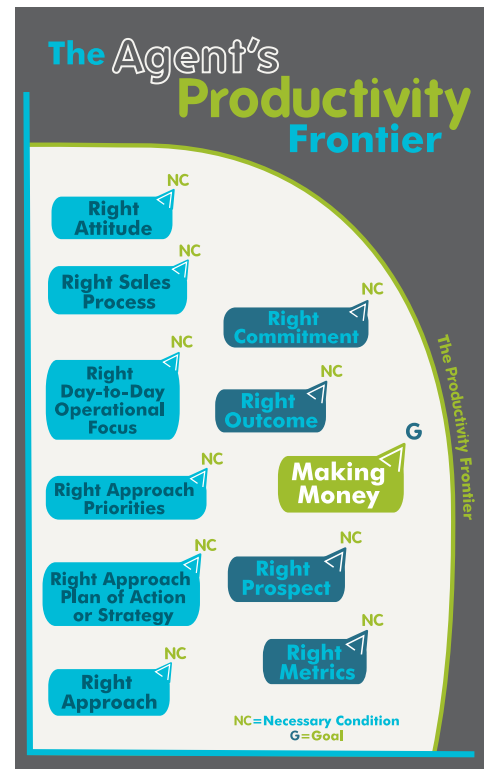 The Agent's
Productivity
Frontier
NC
Right
Attitude
NC
Right Sales
Process
NC
Right
Day-to-Day
Operational
Focus
NC
Right Approach
Priorities
NC
Right Approach
Plan of Action
or Strategy
NC
Right
Approach
NC
Right
Commitment
NC
Right
Outcome
G
Making
Money
NC
Right
Prospect
NC
Right
Metrics
The Productivity Frontier
NC=Necessary Condition
G=Goal